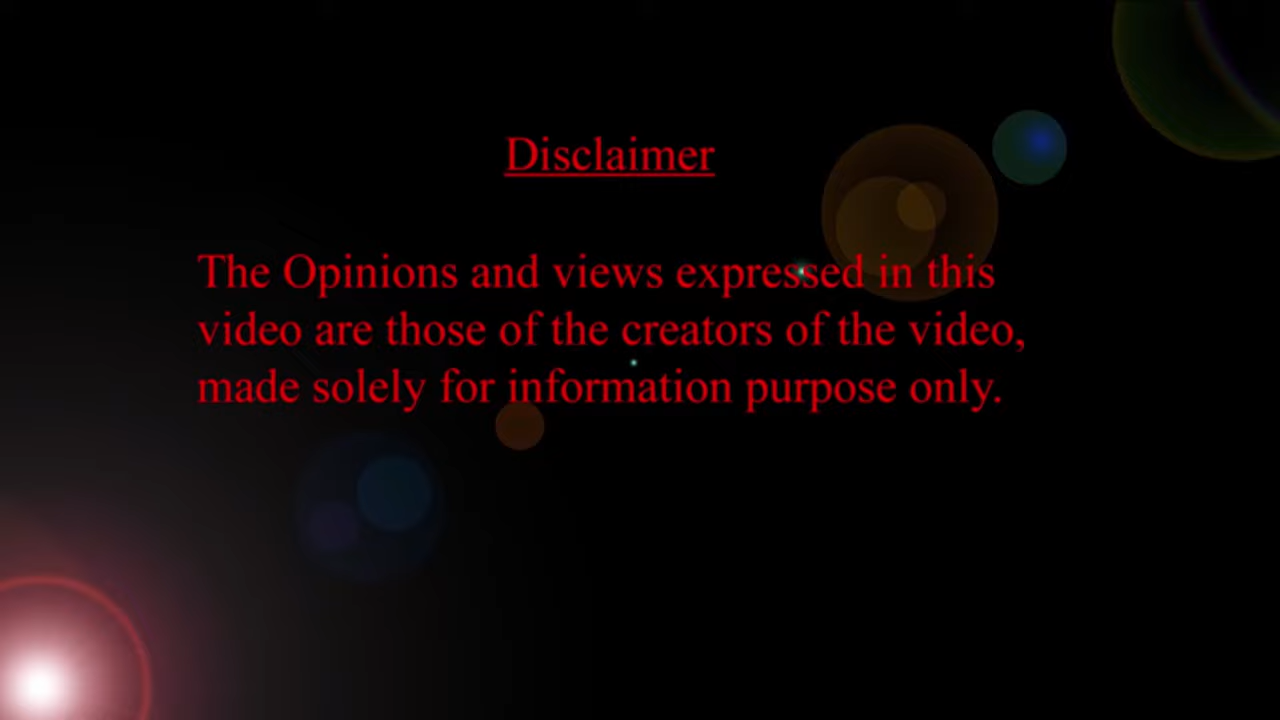 Disclaimer
The Opinions and views expressed in this
video are those of the creators of the video,
made solely for information purpose only.